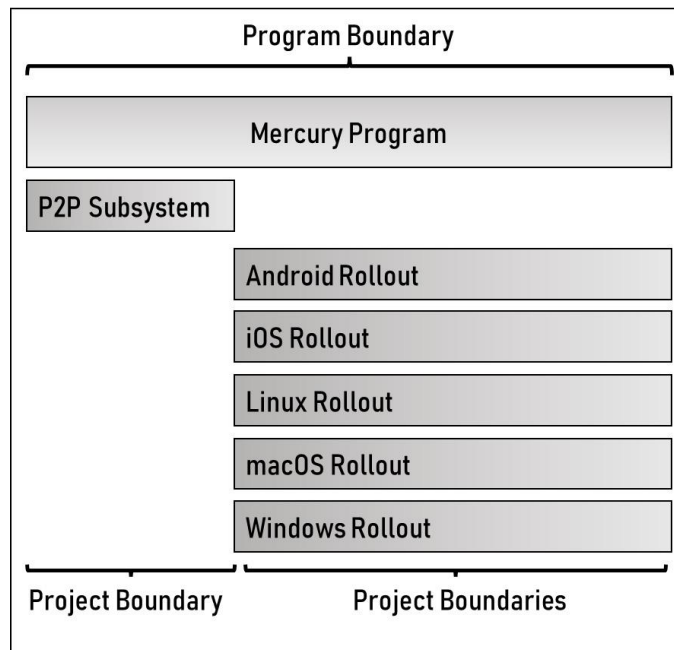 Program Boundary
Mercury Program
P2P Subsystem
Android Rollout
iOS Rollout
Linux Rollout
macOS Rollout
Windows Rollout
Project Boundary
Project Boundaries